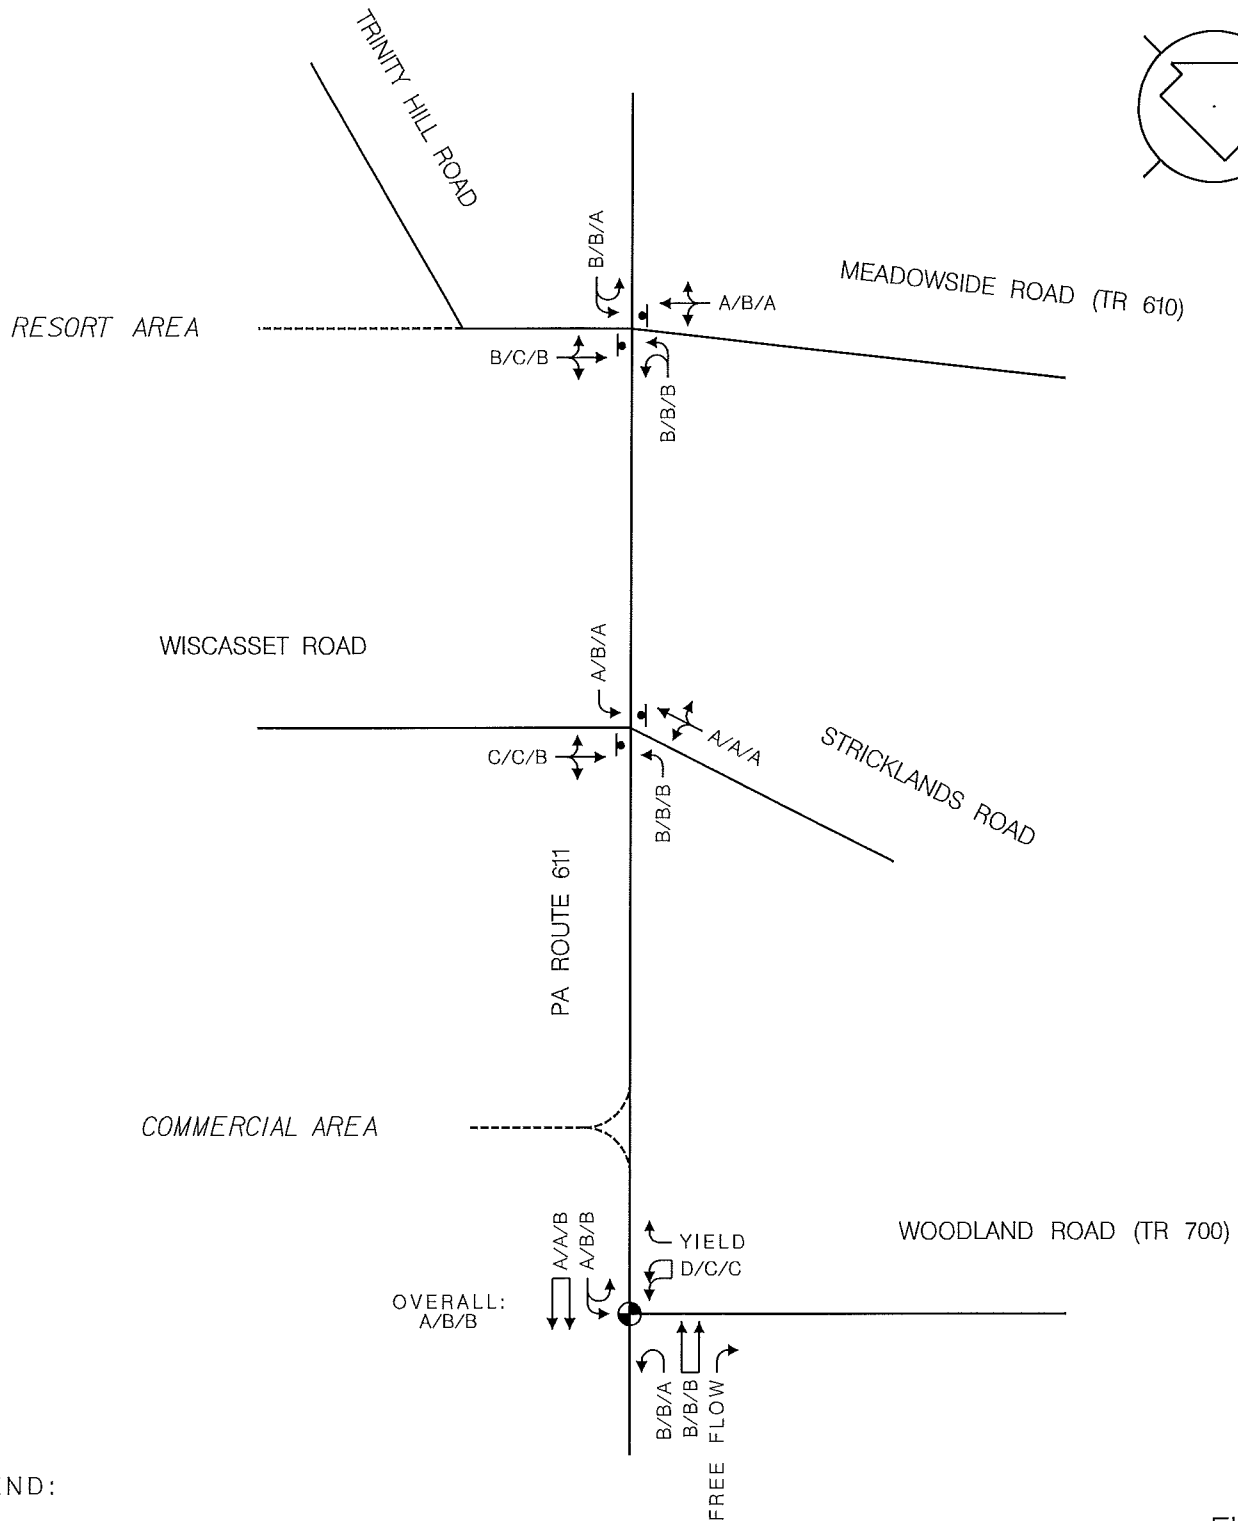 TRINITY HILL ROAD
B/B/A
MEADOWSIDE ROAD (TR 610)
A/B/A
RESORT AREA
B/C/B
B/B/B
WISCASSET ROAD
A/B/A
A/A/A
STRICKLANDS ROAD
C/C/B
B/B/B
PA ROUTE 611
COMMERCIAL AREA
A/A/B
A/B/B
YIELD
D/C/C
WOODLAND ROAD (TR 700)
OVERALL:
A/B/B
B/B/A
B/B/B
FREE FLOW
END: